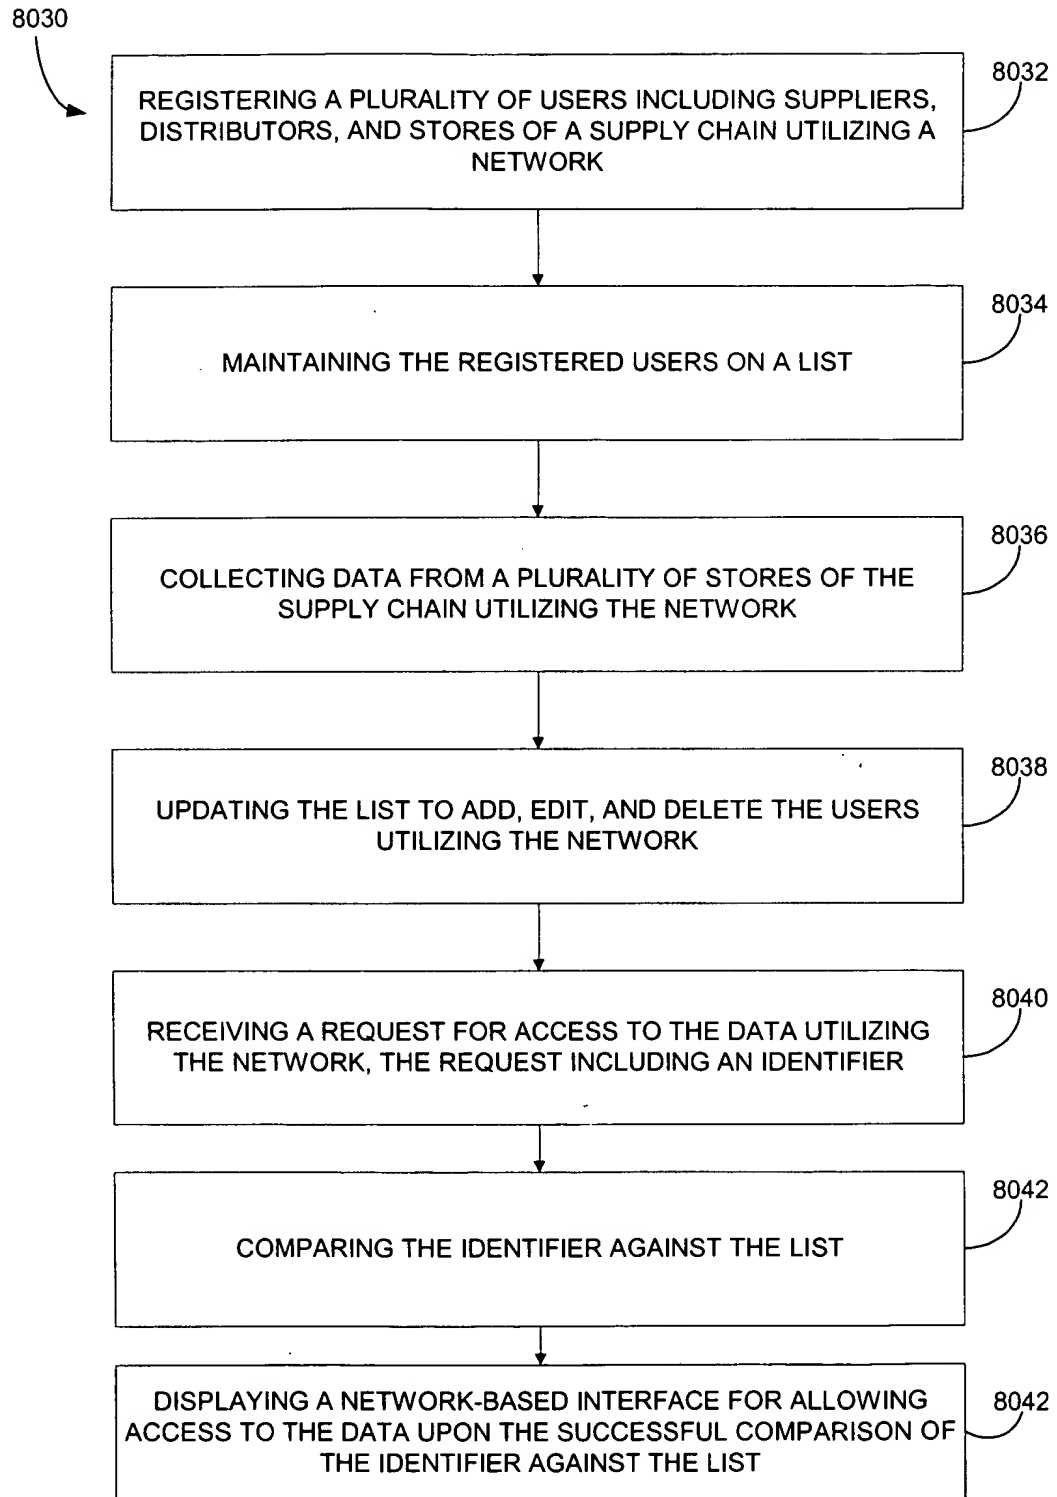 8030
8032
REGISTERING A PLURALITY OF USERS INCLUDING SUPPLIERS,
DISTRIBUTORS, AND STORES OF A SUPPLY CHAIN UTILIZING A
NETWORK
8034
MAINTAINING THE REGISTERED USERS ON A LIST
8036
COLLECTING DATA FROM A PLURALITY OF STORES OF THE
SUPPLY CHAIN UTILIZING THE NETWORK
8038
UPDATING THE LIST TO ADD, EDIT, AND DELETE THE USERS
UTILIZING THE NETWORK
8040
RECEIVING A REQUEST FOR ACCESS TO THE DATA UTILIZING
THE NETWORK, THE REQUEST INCLUDING AN IDENTIFIER
8042
COMPARING THE IDENTIFIER AGAINST THE LIST
8042
DISPLAYING A NETWORK-BASED INTERFACE FOR ALLOWING
ACCESS TO THE DATA UPON THE SUCCESSFUL COMPARISON OF
THE IDENTIFIER AGAINST THE LIST